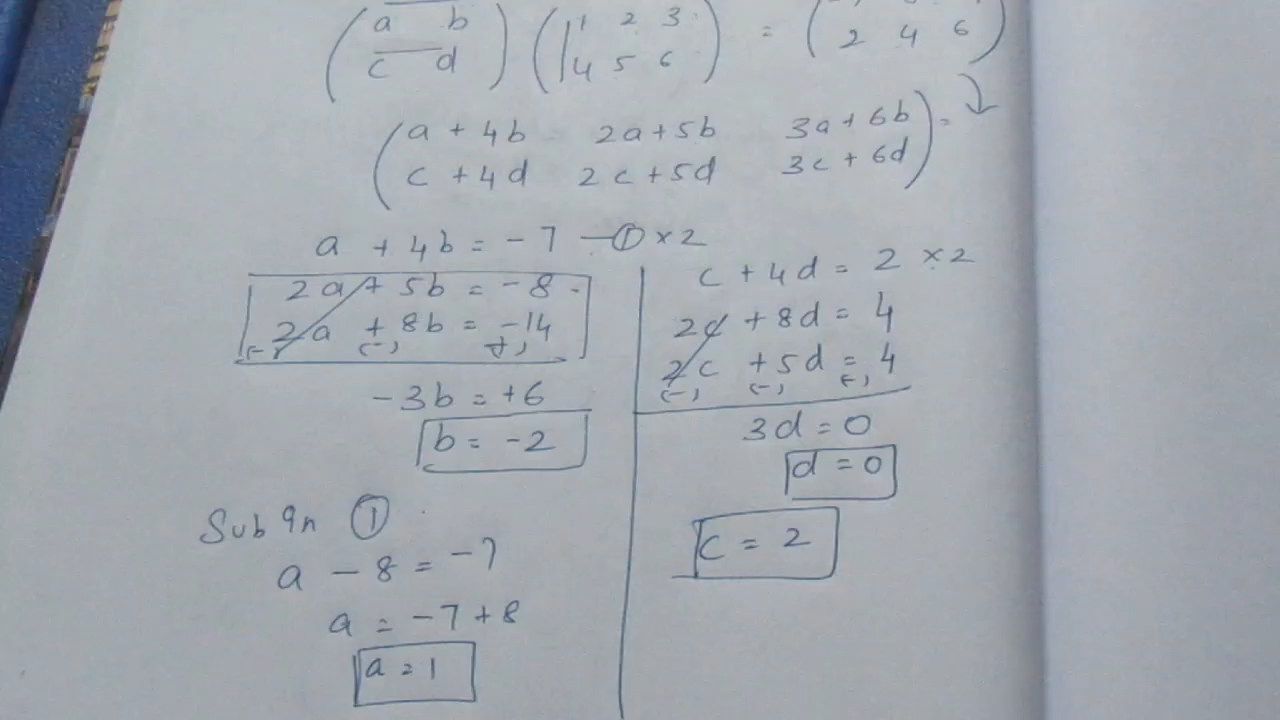 ( a b ) ( 1 2 3 ) = (
( c d ) ( 4 5 6 ) ( 2 4 6 )
( a + 4b 2a + 5b 3a + 6b ) =
( c + 4d 2c + 5d 3c + 6d )
a + 4b = - 7 — ① × 2
2a + 5b = - 8
2a + 8b = - 14
(-) (-) (+)
- 3b = + 6
b = - 2
Sub in ①
a - 8 = - 7
a = - 7 + 8
a = 1
c + 4d = 2 × 2
2c + 8d = 4
2c + 5d = 4
(-) (-) (-)
3d = 0
d = 0
c = 2